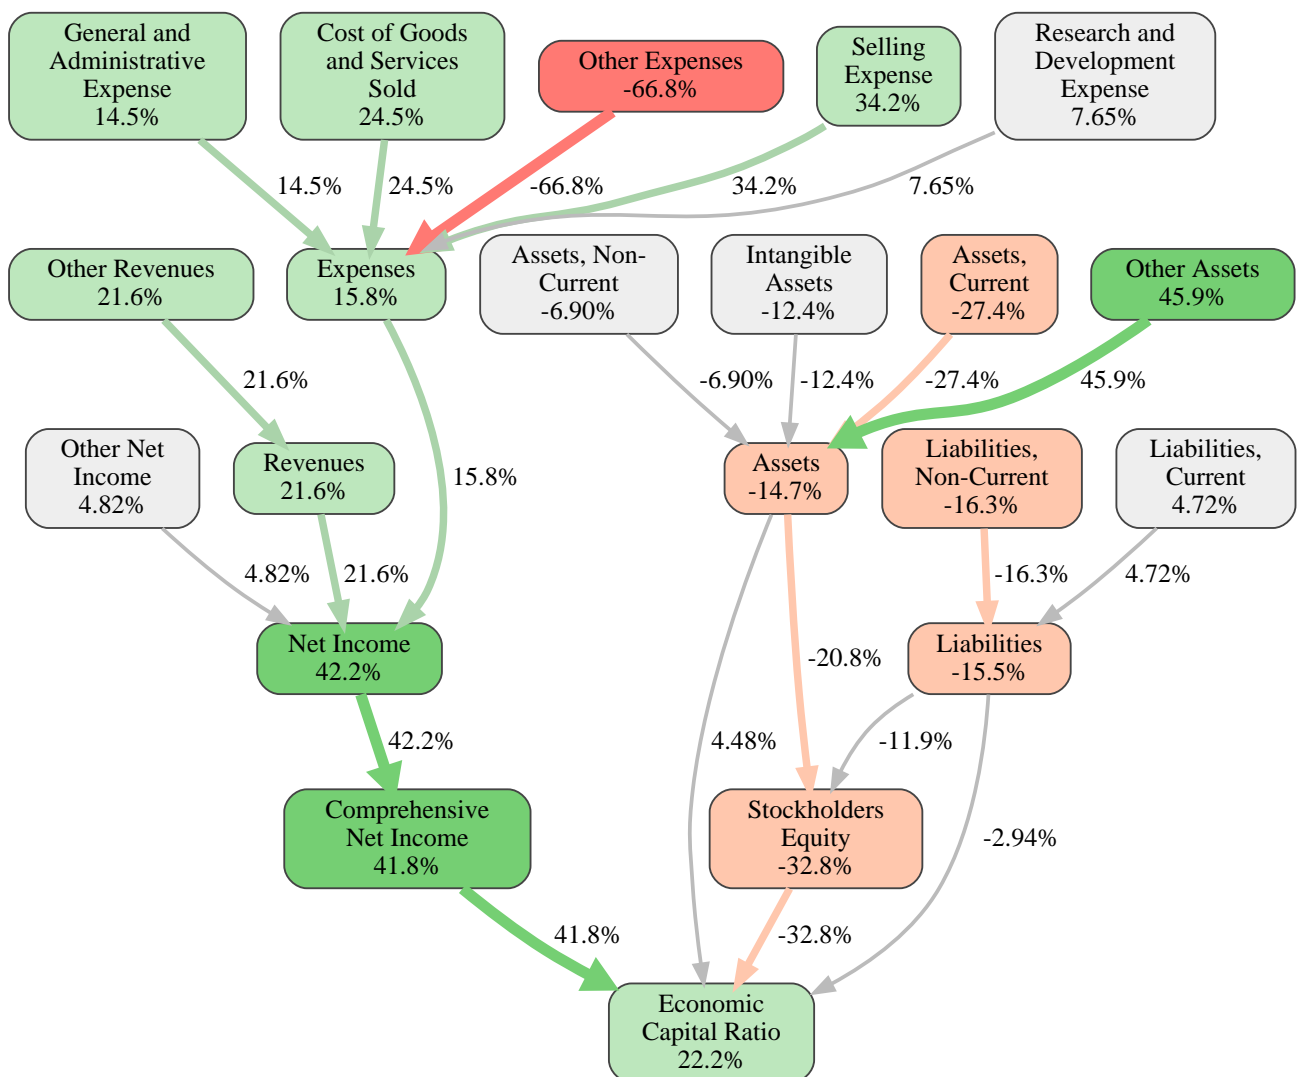 General and
Administrative
Expense
14.5%
Cost of Goods
and Services
Sold
24.5%
Other Expenses
-66.8%
Selling
Expense
34.2%
Research and
Development
Expense
7.65%
14.5%
24.5%
-66.8%
34.2%
7.65%
Other Revenues
21.6%
Expenses
15.8%
Assets, Non-
Current
-6.90%
Intangible
Assets
-12.4%
Assets,
Current
-27.4%
Other Assets
45.9%
21.6%
-6.90%
-12.4%
-27.4%
45.9%
Other Net
Income
4.82%
Revenues
21.6%
15.8%
Assets
-14.7%
Liabilities,
Non-Current
-16.3%
Liabilities,
Current
4.72%
4.82%
21.6%
-16.3%
4.72%
Net Income
42.2%
-20.8%
Liabilities
-15.5%
42.2%
4.48%
-11.9%
Comprehensive
Net Income
41.8%
Stockholders
Equity
-32.8%
-2.94%
41.8%
-32.8%
Economic
Capital Ratio
22.2%